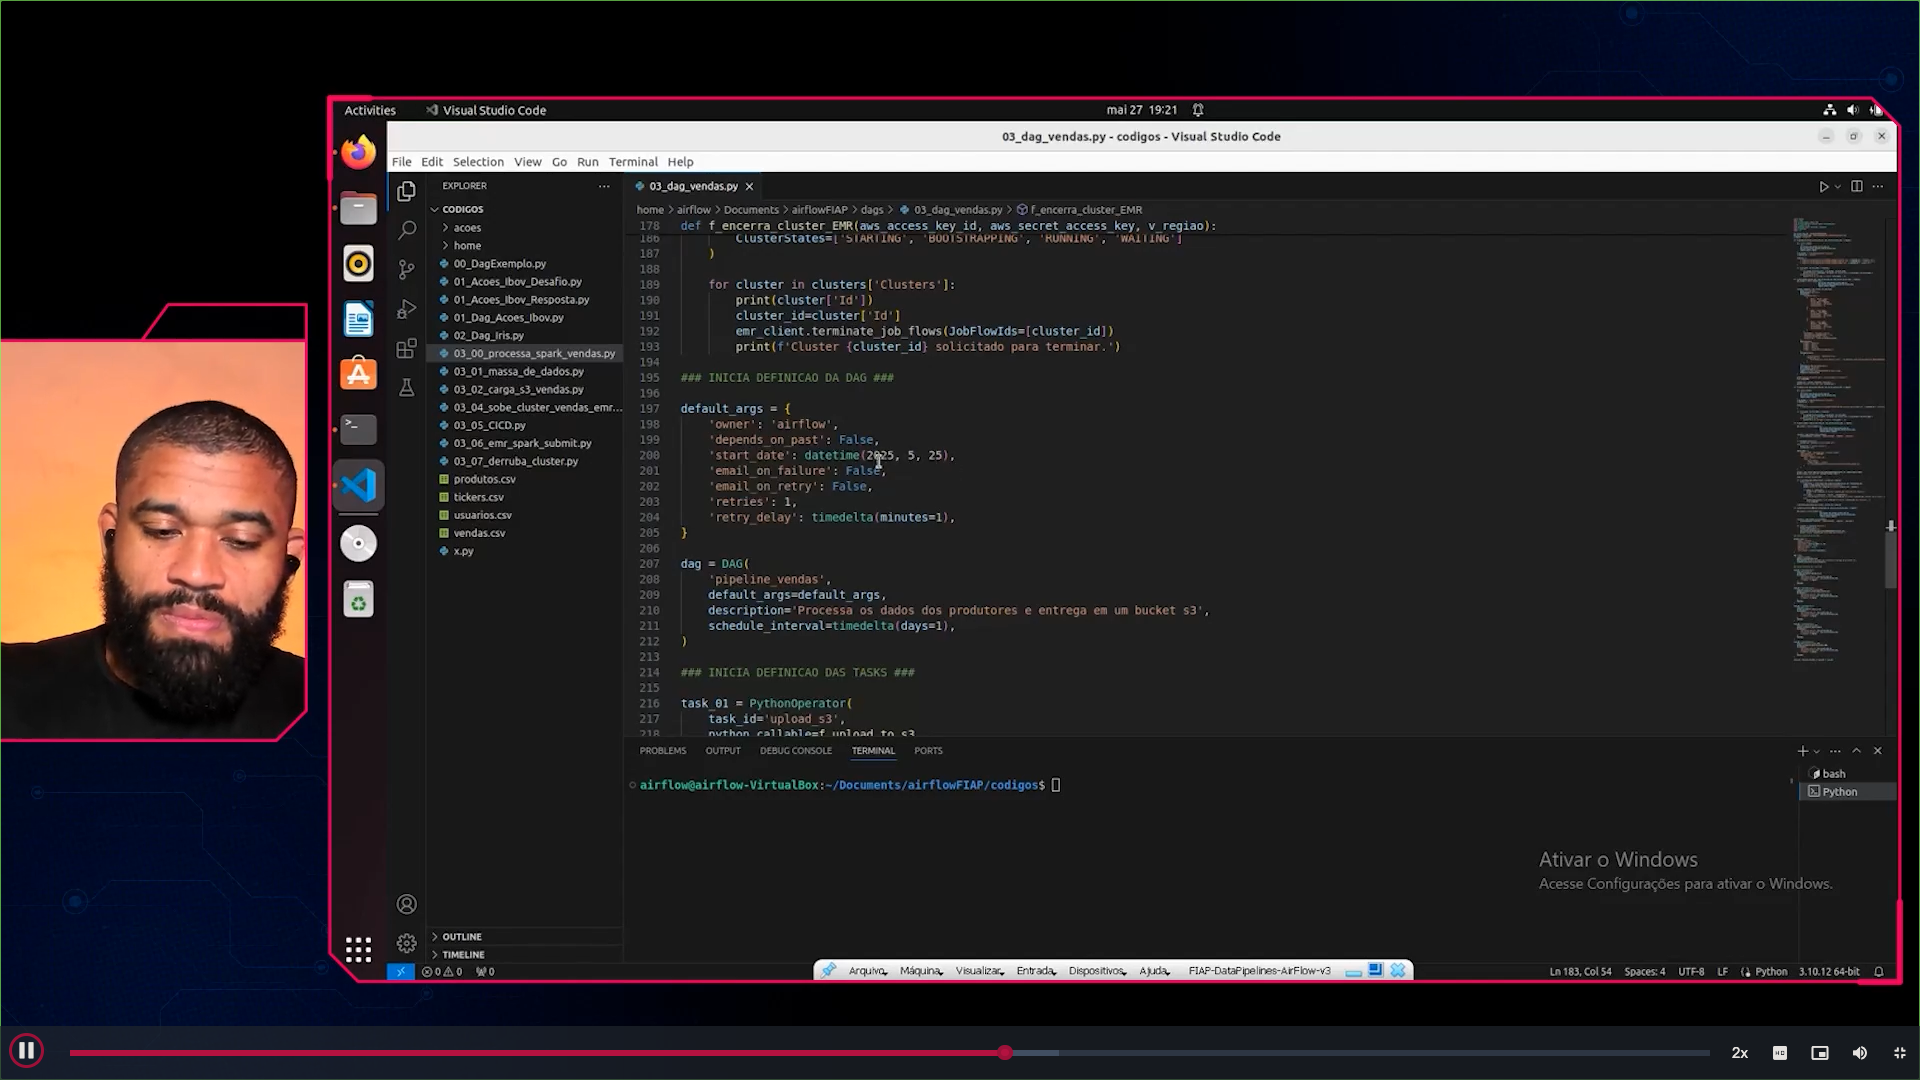 Activities
Visual Studio Code
mai 27 19:21
03_dag_vendas.py - codigos - Visual Studio Code
File Edit Selection View Go Run Terminal Help
EXPLORER
CODIGOS
acoes
home
00_DagExemplo.py
01_Acoes_Ibov_Desafio.py
01_Acoes_Ibov_Resposta.py
01_Dag_Acoes_Ibov.py
02_Dag_Iris.py
03_00_processa_spark_vendas.py
03_01_massa_de_dados.py
03_02_carga_s3_vendas.py
03_04_sobe_cluster_vendas_emr...
03_05_CICD.py
03_06_emr_spark_submit.py
03_07_derruba_cluster.py
produtos.csv
tickers.csv
usuarios.csv
vendas.csv
x.py
OUTLINE
TIMELINE
03_dag_vendas.py
home > airflow > Documents > airflowFIAP > dags > 03_dag_vendas.py > f_encerra_cluster_EMR
178 def f_encerra_cluster_EMR(aws_access_key_id, aws_secret_access_key, v_regiao):
186 ClusterStates=['STARTING', 'BOOTSTRAPPING', 'RUNNING', 'WAITING']
187 )
188
189 for cluster in clusters['Clusters']:
190 print(cluster['Id'])
191 cluster_id=cluster['Id']
192 emr_client.terminate_job_flows(JobFlowIds=[cluster_id])
193 print(f'Cluster {cluster_id} solicitado para terminar.')
194
195 ### INICIA DEFINICAO DA DAG ###
196
197 default_args = {
198 'owner': 'airflow',
199 'depends_on_past': False,
200 'start_date': datetime(2025, 5, 25),
201 'email_on_failure': False,
202 'email_on_retry': False,
203 'retries': 1,
204 'retry_delay': timedelta(minutes=1),
205 }
206
207 dag = DAG(
208 'pipeline_vendas',
209 default_args=default_args,
210 description='Processa os dados dos produtores e entrega em um bucket s3',
211 schedule_interval=timedelta(days=1),
212 )
213
214 ### INICIA DEFINICAO DAS TASKS ###
215
216 task_01 = PythonOperator(
217 task_id='upload_s3',
218 python_callable=f_upload_to_s3
PROBLEMS OUTPUT DEBUG CONSOLE TERMINAL PORTS
airflow@airflow-VirtualBox:~/Documents/airflowFIAP/codigos$
bash
Python
Ativar o Windows
Acesse Configurações para ativar o Windows.
0 0 0
Arquivo Máquina Visualizar Entrada Dispositivos Ajuda FIAP-DataPipelines-AirFlow-v3
Ln 183, Col 54 Spaces: 4 UTF-8 LF Python 3.10.12 64-bit
2x